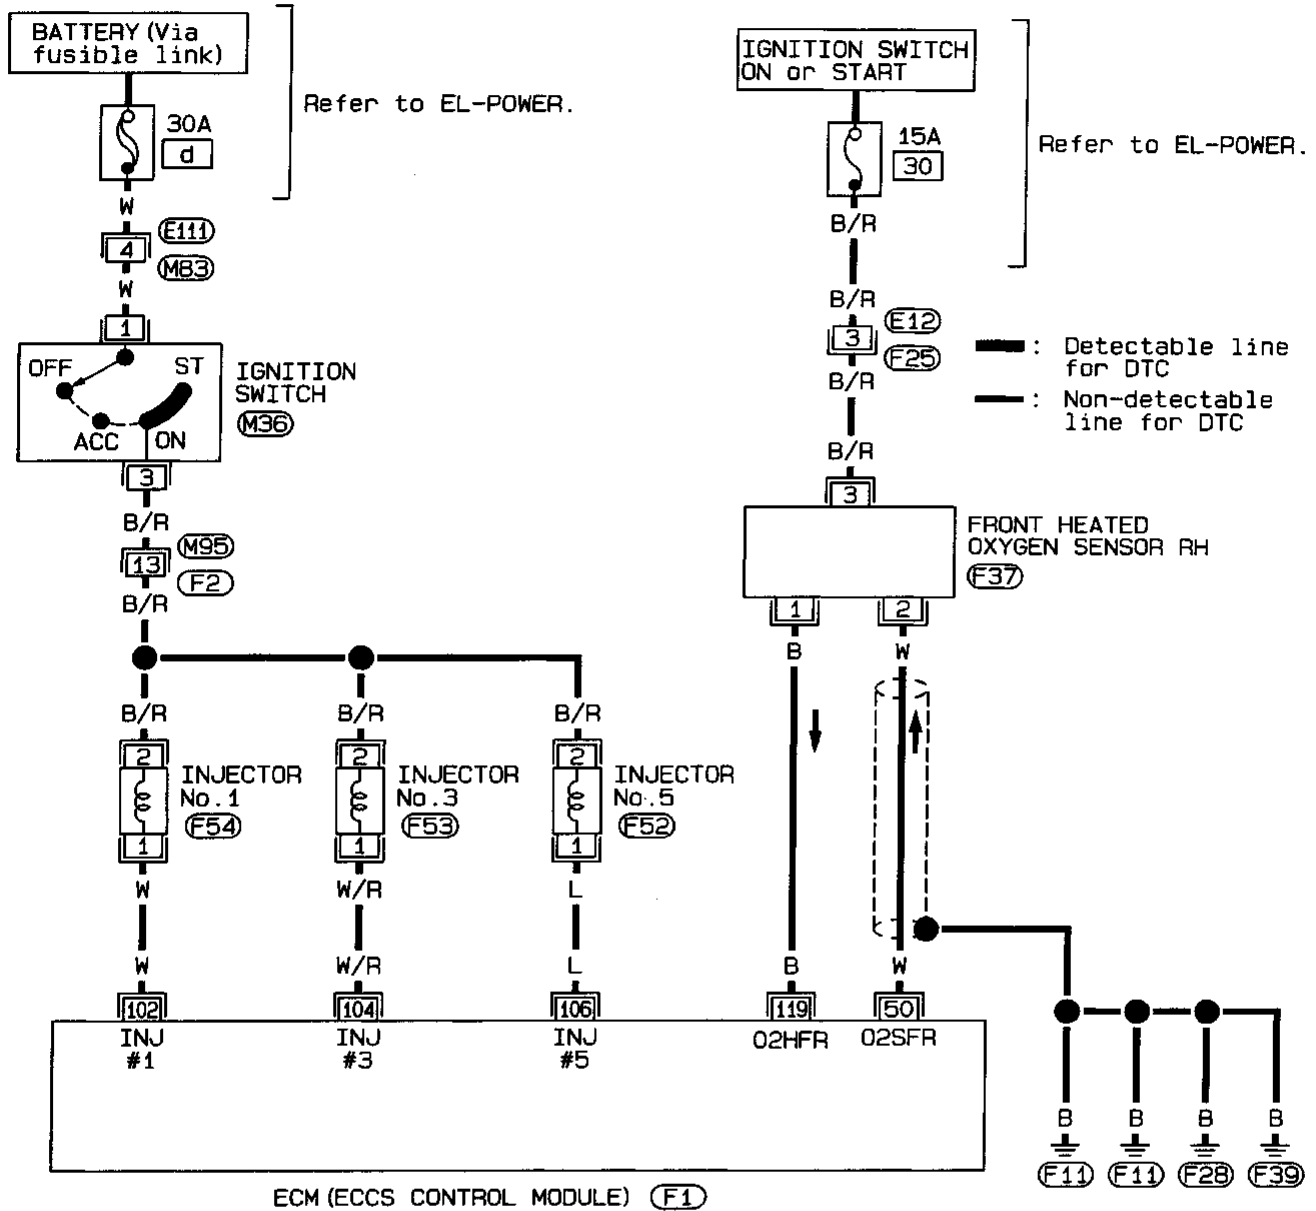 BATTERY (Via
fusible link)
30A
d
Refer to EL-POWER.
W
4
E111
M83
W
1
OFF
ST
ACC
ON
IGNITION
SWITCH
M36
3
B/R
13
M95
F2
B/R
B/R
B/R
B/R
2
2
2
INJECTOR
No.1
F54
INJECTOR
No.3
F53
INJECTOR
No.5
F52
1
1
1
W
W/R
L
W
W/R
L
IGNITION SWITCH
ON or START
15A
30
Refer to EL-POWER.
B/R
B/R
3
E12
F25
B/R
B/R
3
: Detectable line
for DTC
: Non-detectable
line for DTC
FRONT HEATED
OXYGEN SENSOR RH
F37
1
2
B
W
B
W
102
104
106
119
50
INJ
#1
INJ
#3
INJ
#5
O2HFR
O2SFR
B
B
B
B
F11
F11
F28
F39
ECM (ECCS CONTROL MODULE) F1